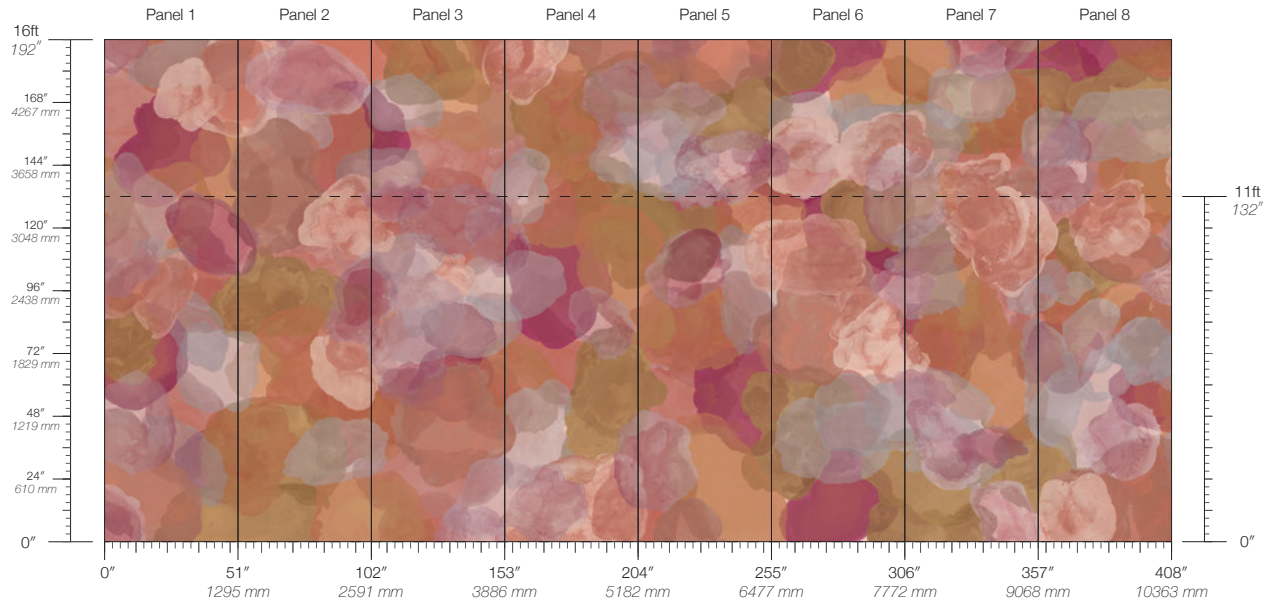 Panel 1 Panel 2 Panel 3 Panel 4 Panel 5 Panel 6 Panel 7 Panel 8
16ft
192"
168"
4267 mm
144"
3658 mm
11ft
132"
120"
3048 mm
96"
2438 mm
72"
1829 mm
48"
1219 mm
24"
610 mm
0" 0"
0" 51" 102" 153" 204" 255" 306" 357" 408"
1295 mm 2591 mm 3886 mm 5182 mm 6477 mm 7772 mm 9068 mm 10363 mm